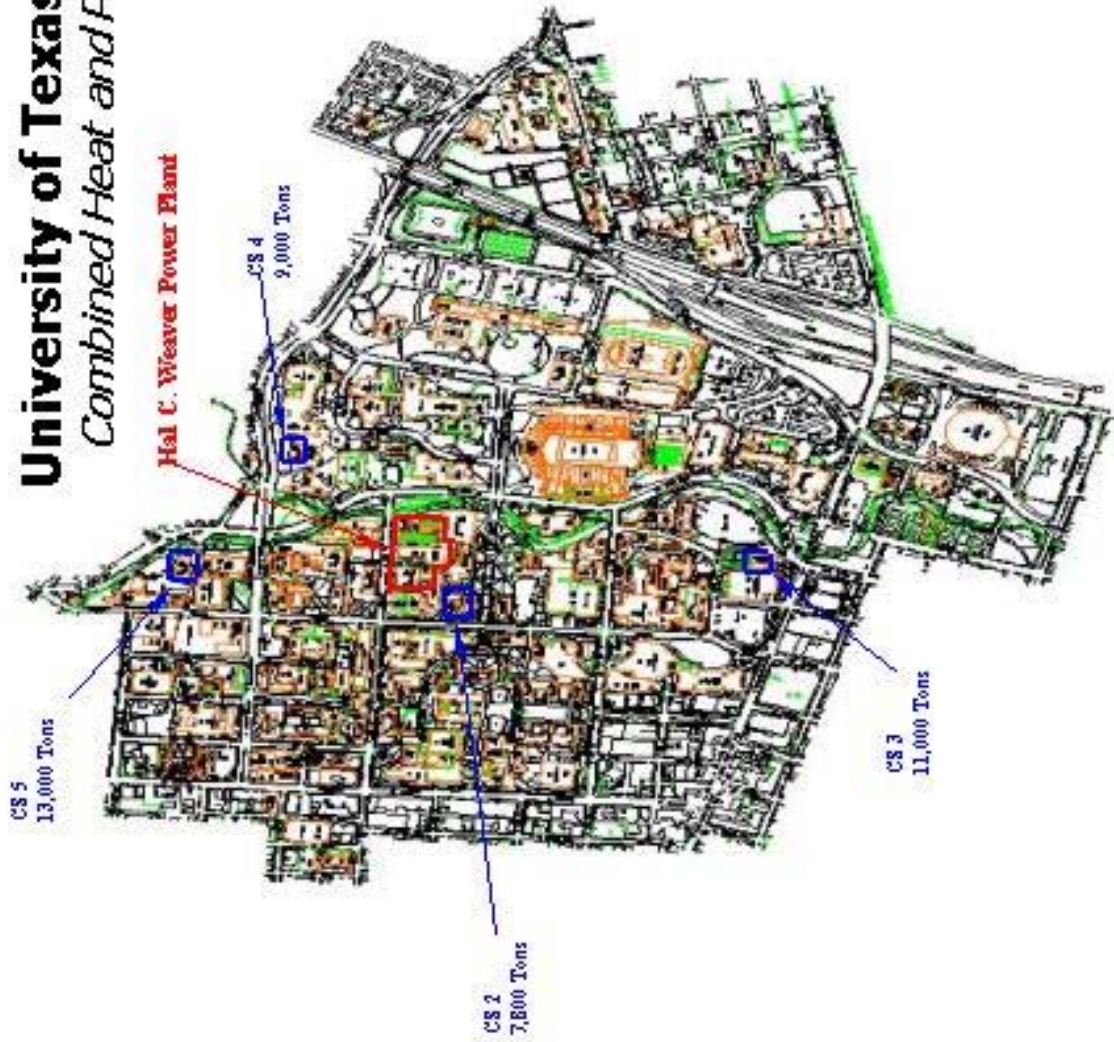 University of Texas
Combined Heat and P
Hal C. Weaver Power Plant
CS 4
9,000 Tons
CS 5
13,000 Tons
CS 2
7,800 Tons
CS 3
11,000 Tons